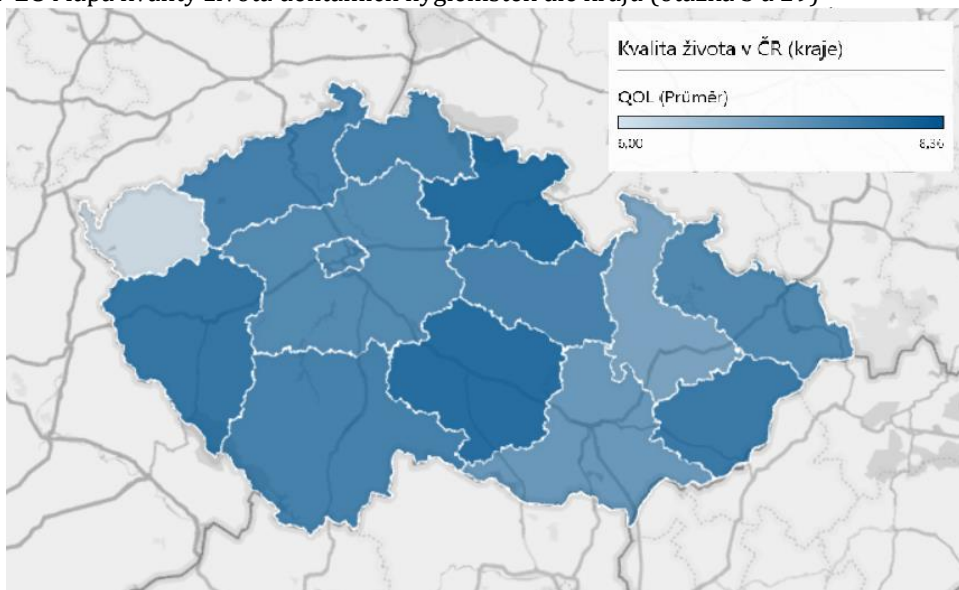 Kvalita života v ČR (kraje)
QOL (Průměr)
6,00 8,36